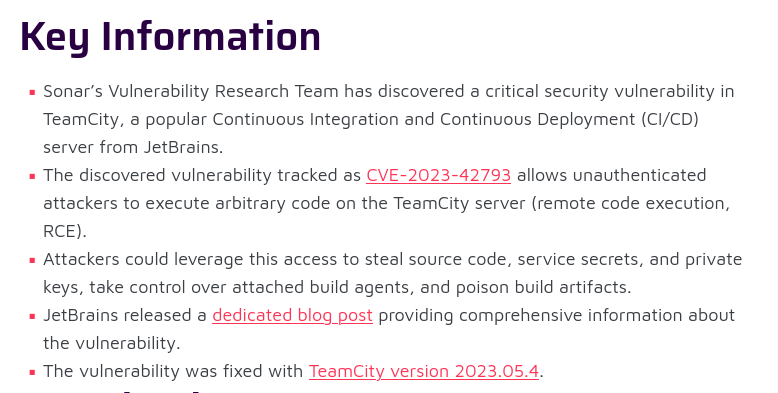 Key Information
Sonar’s Vulnerability Research Team has discovered a critical security vulnerability in
TeamCity, a popular Continuous Integration and Continuous Deployment (CI/CD)
server from JetBrains.
The discovered vulnerability tracked as CVE-2023-42793 allows unauthenticated
attackers to execute arbitrary code on the TeamCity server (remote code execution,
RCE).
Attackers could leverage this access to steal source code, service secrets, and private
keys, take control over attached build agents, and poison build artifacts.
JetBrains released a dedicated blog post providing comprehensive information about
the vulnerability.
The vulnerability was fixed with TeamCity version 2023.05.4.